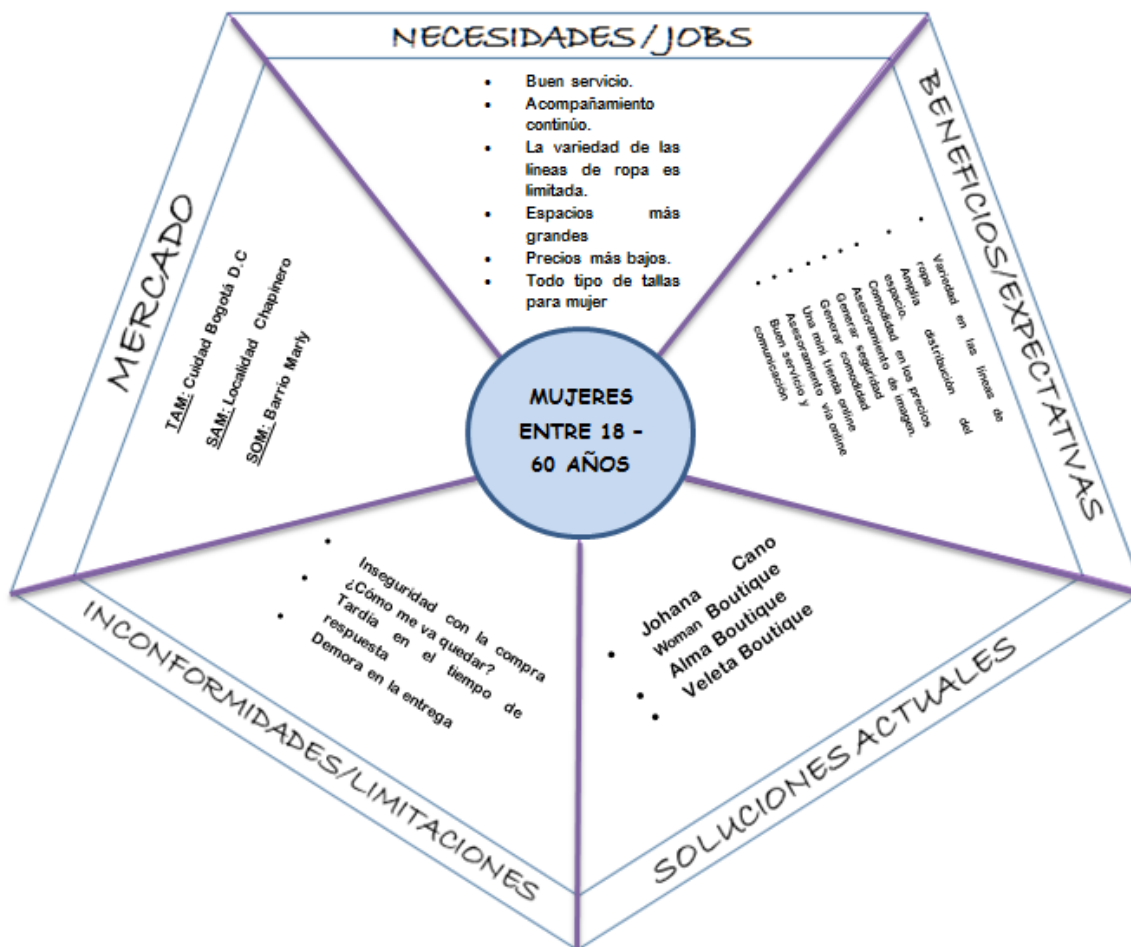 NECESIDADES/JOBS
• Buen servicio.
• Acompañamiento
continúo.
• La variedad de las
líneas de ropa es
limitada.
• Espacios más
grandes
• Precios más bajos.
• Todo tipo de tallas
para mujer
BENEFICIOS/EXPECTATIVAS
• Variedad en las líneas de
ropa
• Amplia distribución del
espacio.
• Comodidad en los precios
• Asesoramiento de imagen.
• Generar seguridad
• Generar comodidad
• Una mini tienda online
• Asesoramiento vía online
• Buen servicio y
comunicación
MERCADO
TAM: Cuidad Bogotá D.C
SAM: Localidad Chapinero
SOM: Barrio Marly
MUJERES
ENTRE 18 –
60 AÑOS
INCONFORMIDADES/LIMITACIONES
• Inseguridad con la compra
¿Cómo me va quedar?
• Tardía en el tiempo de
respuesta
• Demora en la entrega
SOLUCIONES ACTUALES
• Johana Cano
Woman Boutique
• Alma Boutique
• Veleta Boutique